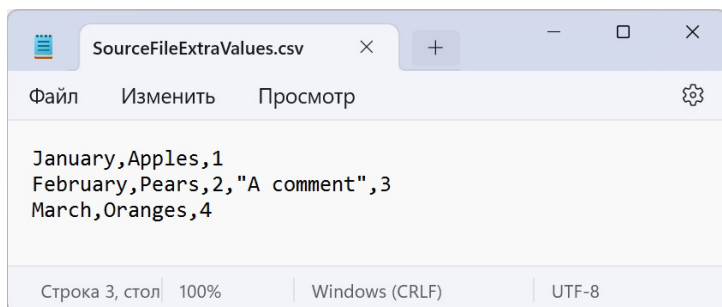 SourceFileExtraValues.csv
Файл Изменить Просмотр
January,Apples,1
February,Pears,2,"A comment",3
March,Oranges,4
Строка 3, стол 100% Windows (CRLF) UTF-8